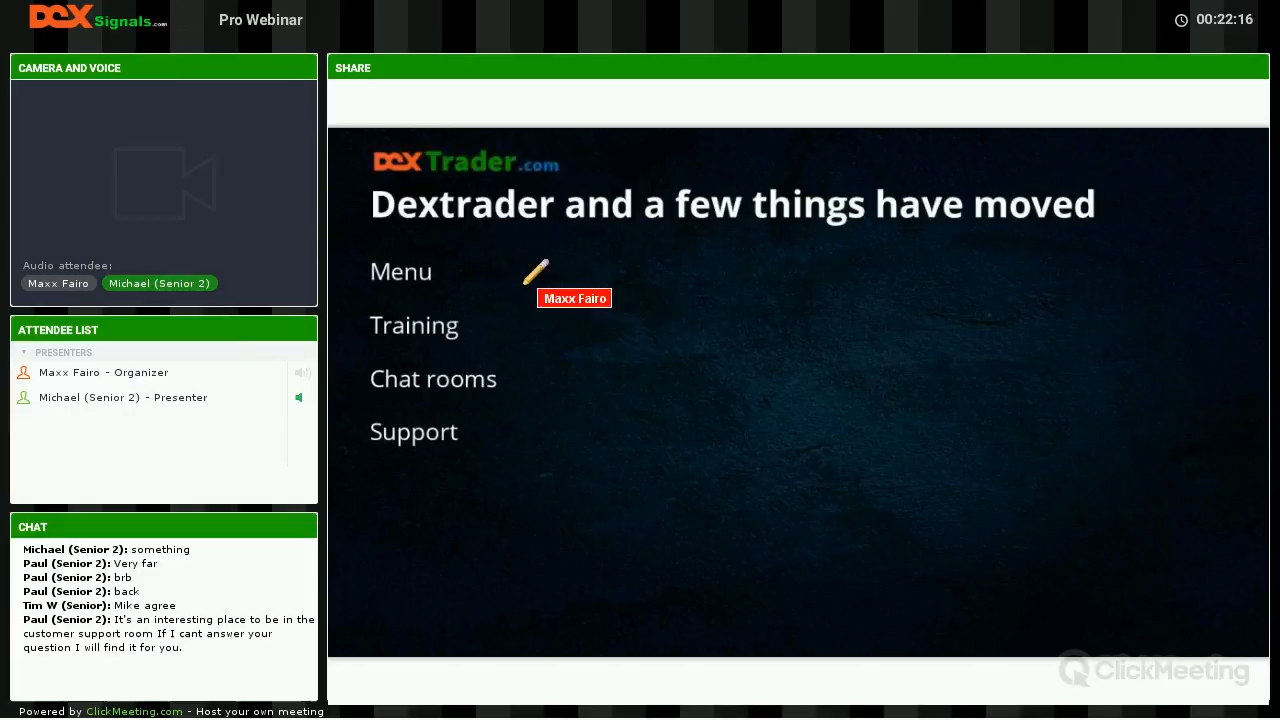 DEX Signals.com
Pro Webinar
00:22:16
CAMERA AND VOICE
Audio attendee:
Maxx Fairo
Michael (Senior 2)
ATTENDEE LIST
PRESENTERS
Maxx Fairo - Organizer
Michael (Senior 2) - Presenter
CHAT
Michael (Senior 2): something
Paul (Senior 2): Very far
Paul (Senior 2): brb
Paul (Senior 2): back
Tim W (Senior): Mike agree
Paul (Senior 2): It's an interesting place to be in the
customer support room If I cant answer your
question I will find it for you.
SHARE
DEX Trader.com
Dextrader and a few things have moved
Menu
Maxx Fairo
Training
Chat rooms
Support
ClickMeeting
Powered by ClickMeeting.com - Host your own meeting